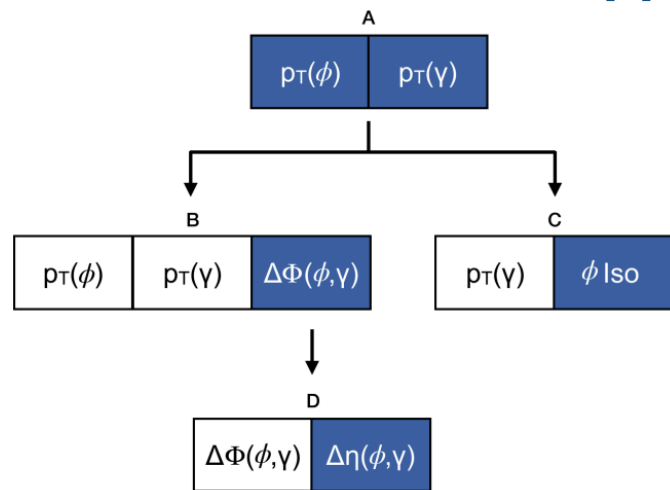 A
pT(ϕ) pT(γ)
B C
pT(ϕ) pT(γ) ΔΦ(ϕ,γ) pT(γ) ϕ Iso
D
ΔΦ(ϕ,γ) Δη(ϕ,γ)